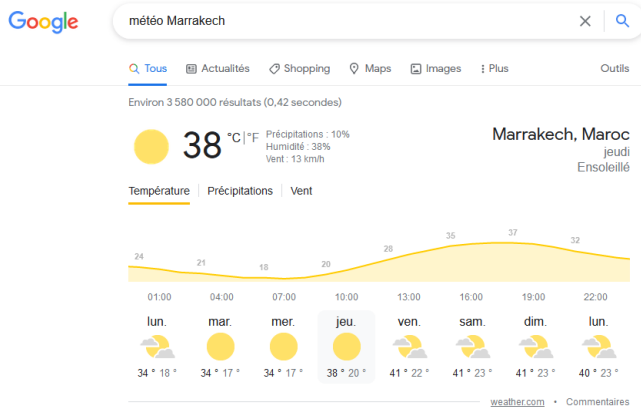 Google
météo Marrakech
Tous Actualités Shopping Maps Images Plus Outils
Environ 3 580 000 résultats (0,42 secondes)
38 °C | °F
Précipitations : 10%
Humidité : 38%
Vent : 13 km/h
Marrakech, Maroc
jeudi
Ensoleillé
Température Précipitations Vent
24 21 18 20 28 35 37 32
01:00 04:00 07:00 10:00 13:00 16:00 19:00 22:00
lun. mar. mer. jeu. ven. sam. dim. lun.
34 ° 18 ° 34 ° 17 ° 34 ° 17 ° 38 ° 20 ° 41 ° 22 ° 41 ° 23 ° 41 ° 23 ° 40 ° 23 °
weather.com • Commentaires